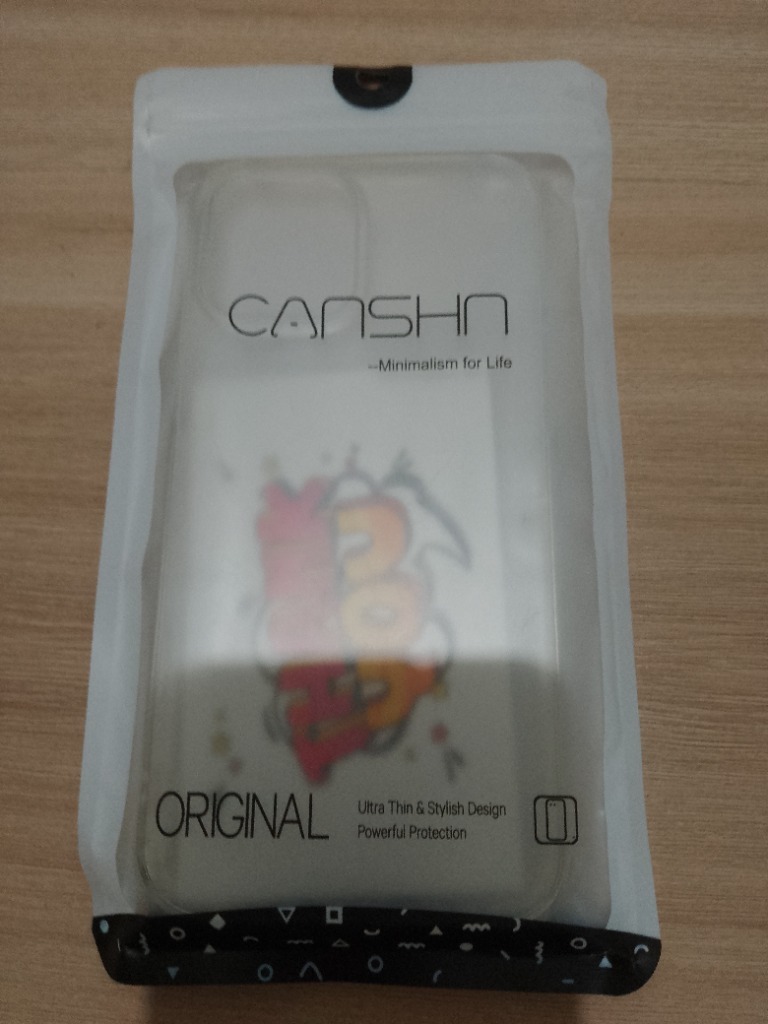 CANSHN
–Minimalism for Life
ORIGINAL
Ultra Thin & Stylish Design
Powerful Protection